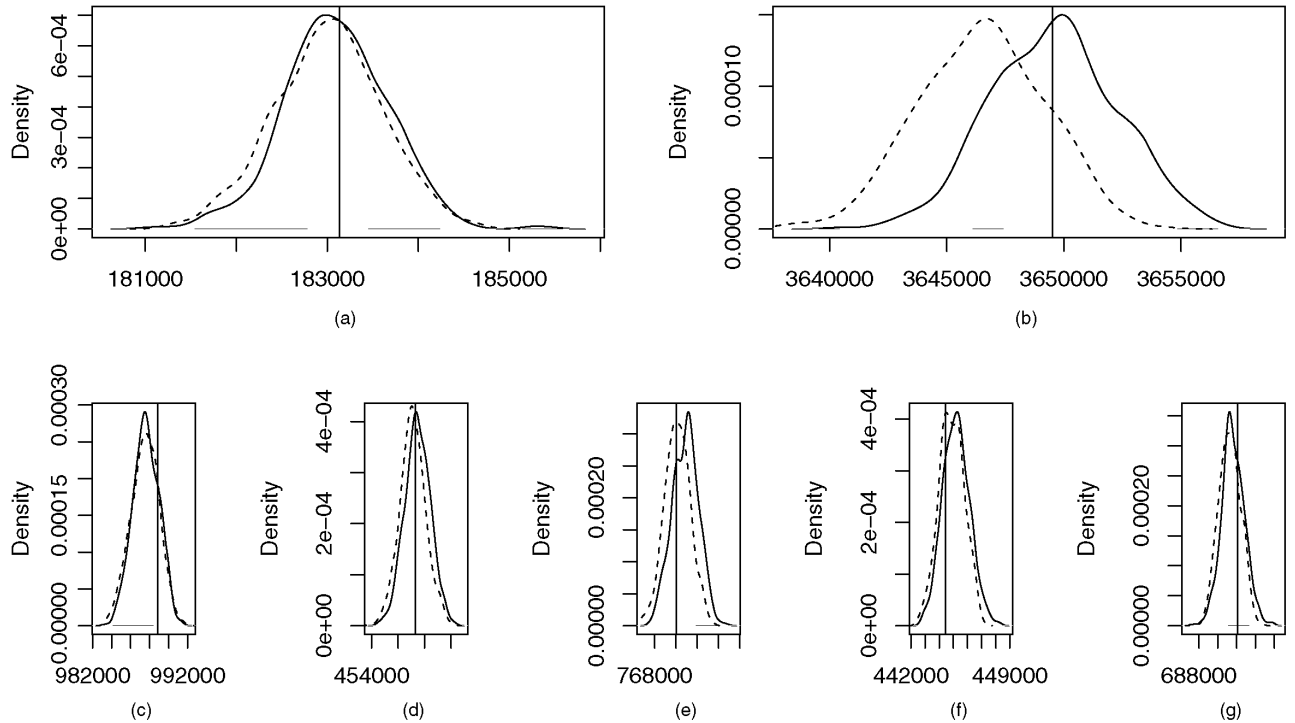 Density
0e+00 3e−04 6e−04
181000 183000 185000
(a)
Density
0.00000 0.00010
3640000 3645000 3650000 3655000
(b)
Density
0.00000 0.00015 0.00030
982000 992000
(c)
Density
0e+00 2e−04 4e−04
454000
(d)
Density
0.00000 0.00020
768000
(e)
Density
0e+00 2e−04 4e−04
442000 449000
(f)
Density
0.00000 0.00020
688000
(g)